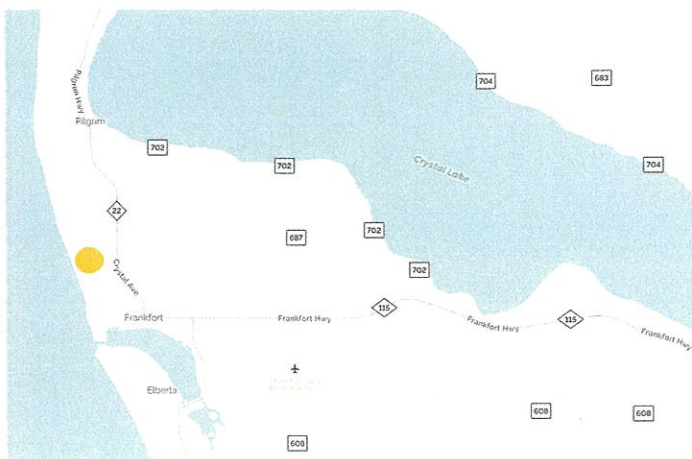 Pilgrim Hwy
Pilgrim
704
683
702
702
Crystal Lake
704
22
687
702
702
Crystal Ave
Frankfort
Frankfort Hwy
115
Frankfort Hwy
115
Frankfort Hwy
Elberta
608
608
608